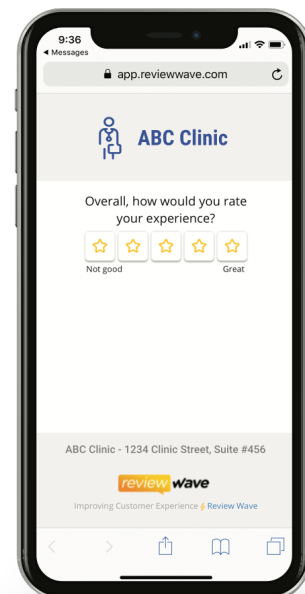 9:36
Messages
app.reviewwave.com
ABC Clinic
Overall, how would you rate
your experience?
Not good
Great
ABC Clinic - 1234 Clinic Street, Suite #456
review wave
Improving Customer Experience Review Wave